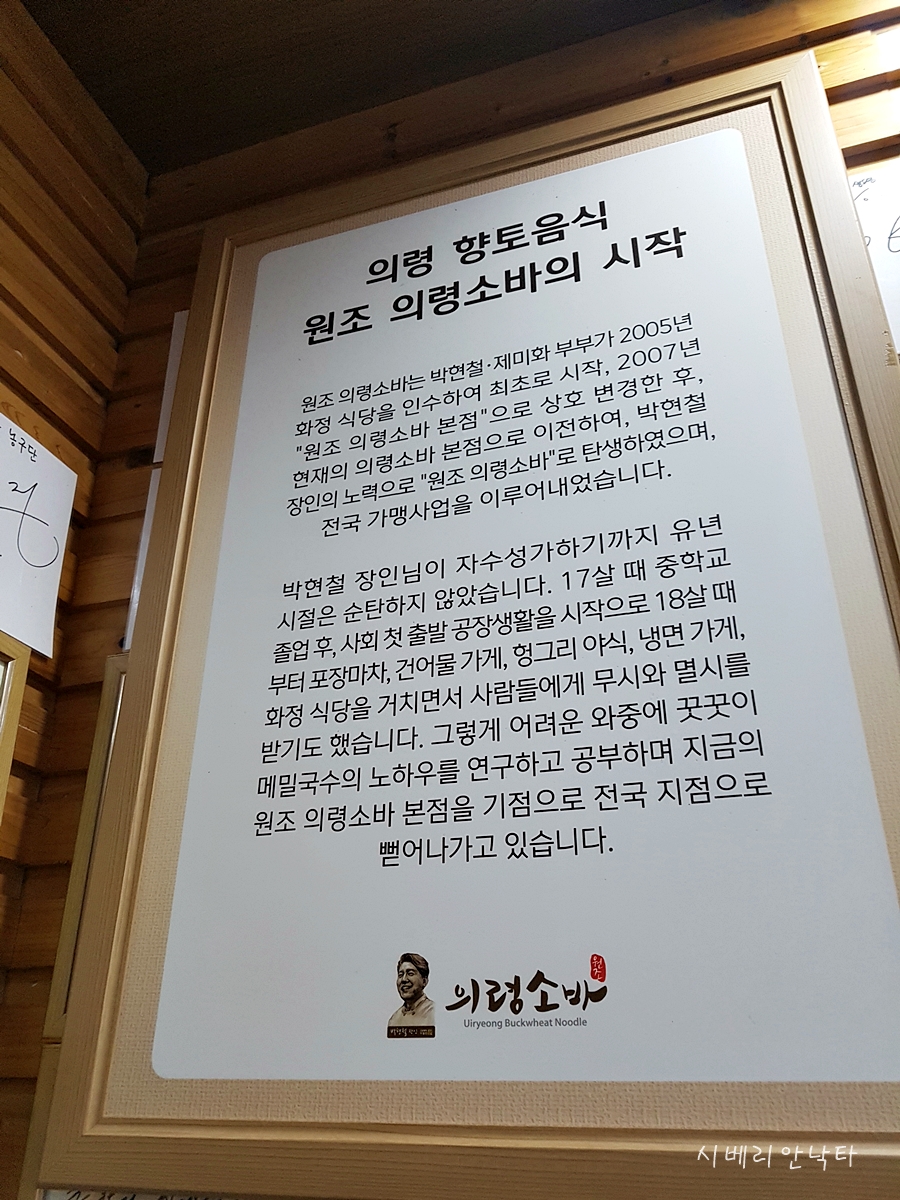 의령 향토음식
원조 의령소바의 시작
원조 의령소바는 박현철·제미화 부부가 2005년
화정 식당을 인수하여 최초로 시작, 2007년
"원조 의령소바 본점"으로 상호 변경한 후,
현재의 의령소바 본점으로 이전하여, 박현철
장인의 노력으로 "원조 의령소바"로 탄생하였으며,
전국 가맹사업을 이루어내었습니다.
박현철 장인님이 자수성가하기까지 유년
시절은 순탄하지 않았습니다. 17살 때 중학교
졸업 후, 사회 첫 출발 공장생활을 시작으로 18살 때
부터 포장마차, 건어물 가게, 헝그리 야식, 냉면 가게,
화정 식당을 거치면서 사람들에게 무시와 멸시를
받기도 했습니다. 그렇게 어려운 와중에 꿋꿋이
메밀국수의 노하우를 연구하고 공부하며 지금의
원조 의령소바 본점을 기점으로 전국 지점으로
뻗어나가고 있습니다.
원조
의령소바
Uiryeong Buckwheat Noodle
농구단
시베리안낙타